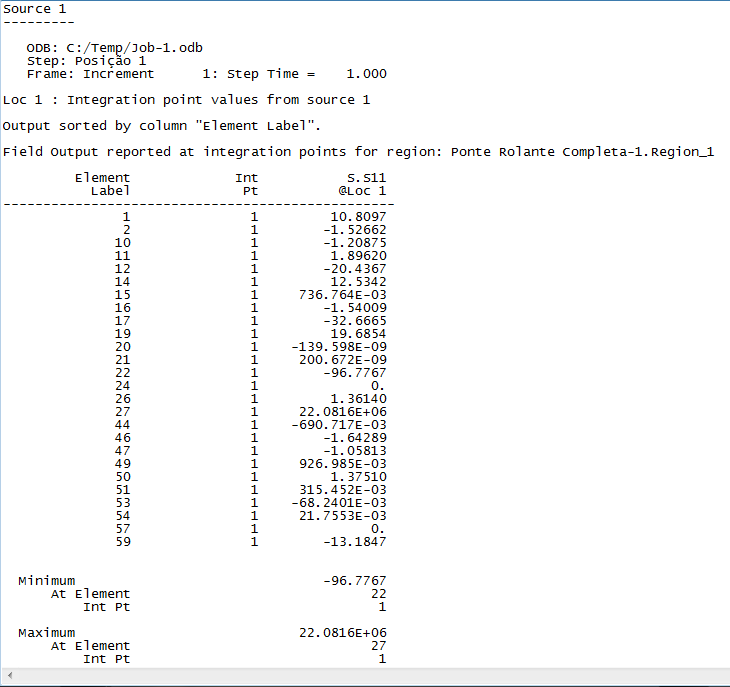 Source 1
---------
ODB: C:/Temp/Job-1.odb
Step: Posição 1
Frame: Increment      1: Step Time =    1.000
Loc 1 : Integration point values from source 1
Output sorted by column "Element Label".
Field Output reported at integration points for region: Ponte Rolante Completa-1.Region_1
Element             Int           S.S11
Label              Pt          @Loc 1
-------------------------------------------------
1               1         10.8097
2               1        -1.52662
10               1        -1.20875
11               1         1.89620
12               1        -20.4367
14               1         12.5342
15               1     736.764E-03
16               1        -1.54009
17               1        -32.6665
19               1         19.6854
20               1    -139.598E-09
21               1     200.672E-09
22               1        -96.7767
24               1              0.
26               1         1.36140
27               1     22.0816E+06
44               1    -690.717E-03
46               1        -1.64289
47               1        -1.05813
49               1     926.985E-03
50               1         1.37510
51               1     315.452E-03
53               1    -68.2401E-03
54               1     21.7553E-03
57               1              0.
59               1        -13.1847
Minimum                               -96.7767
At Element                              22
Int Pt                               1
Maximum                            22.0816E+06
At Element                              27
Int Pt                               1